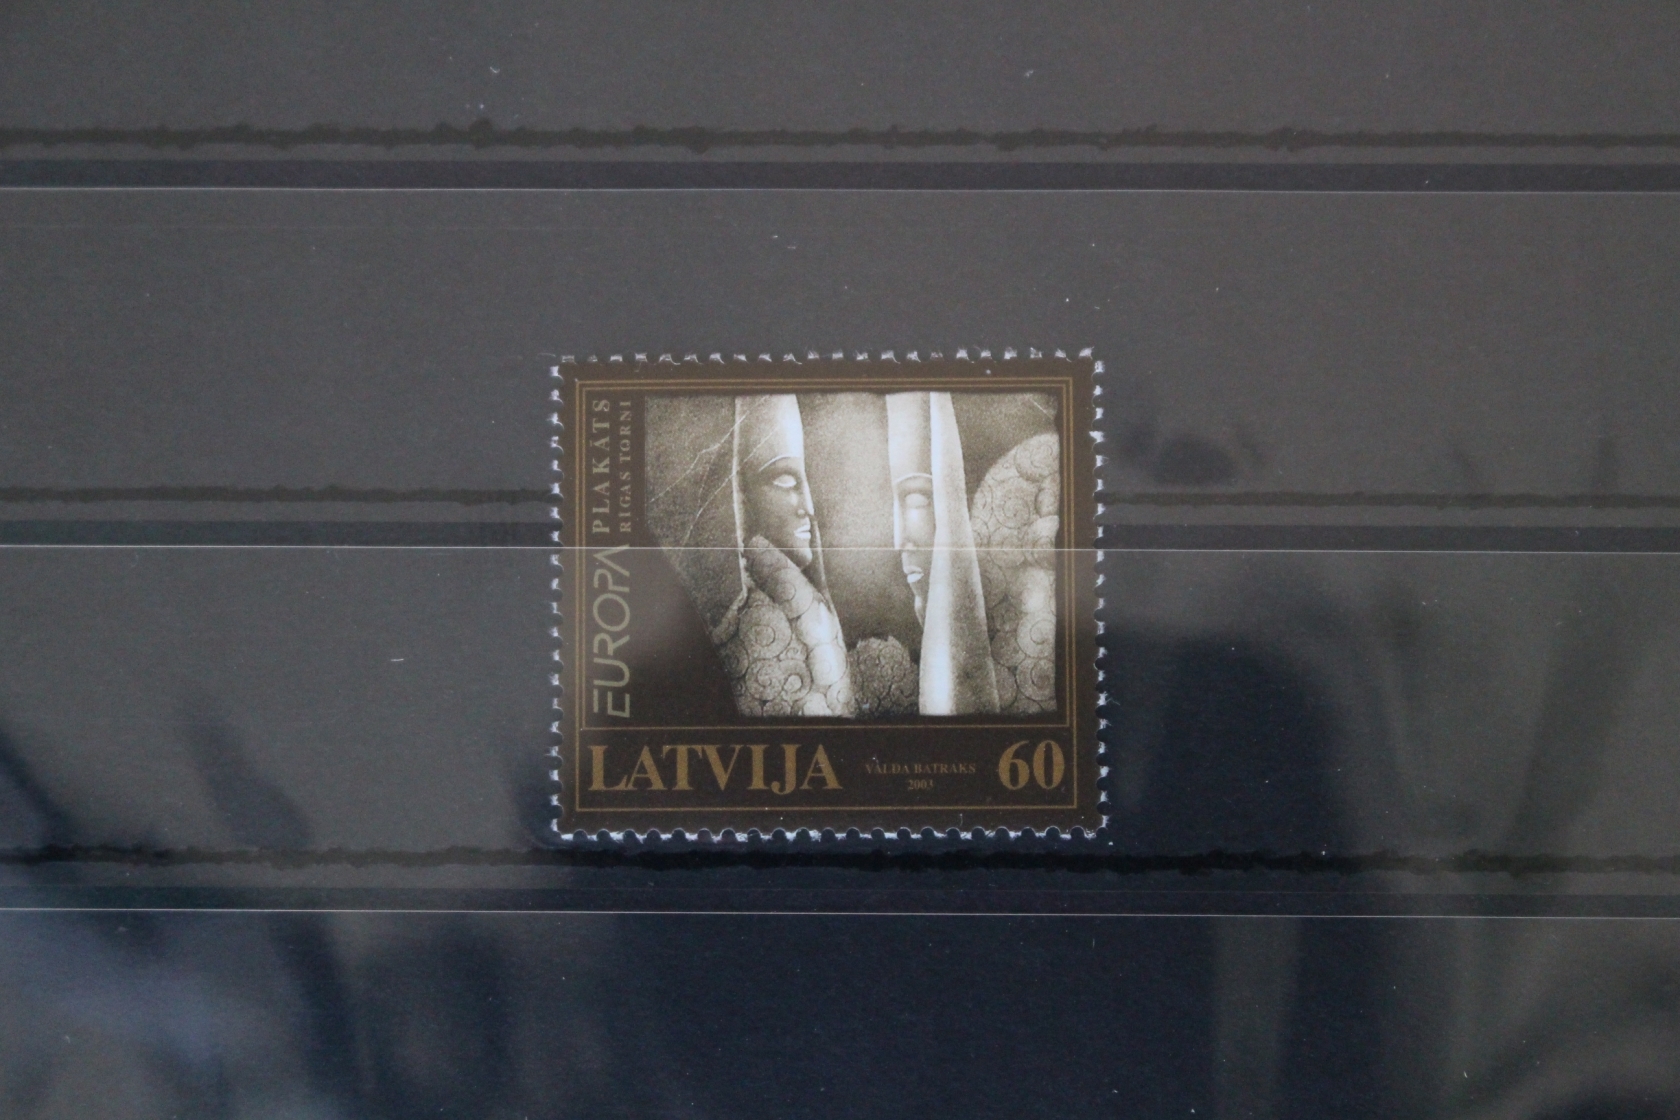 EUROPA PLAKĀTS
RĪGAS TORŅI
LATVIJA
VALDA BATRAKS
2003
60